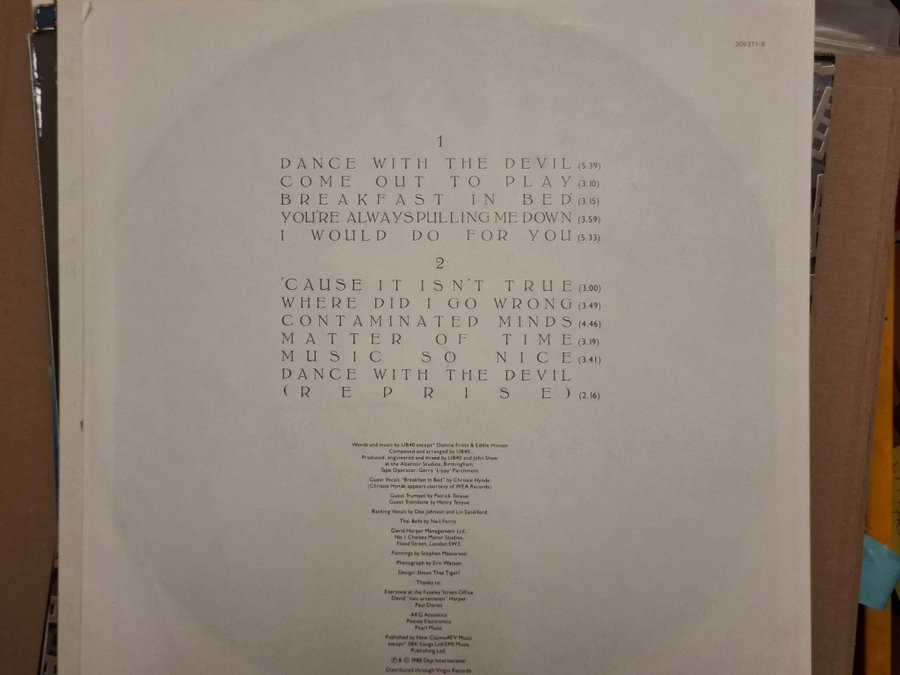 209 211-8
1
DANCE WITH THE DEVIL (5.39)
COME OUT TO PLAY (3.10)
BREAKFAST IN BED (3.15)
YOU'RE ALWAYS PULLING ME DOWN (3.59)
I WOULD DO FOR YOU (5.33)
2
'CAUSE IT ISN'T TRUE (3.00)
WHERE DID I GO WRONG (3.49)
CONTAMINATED MINDS (4.46)
MATTER OF TIME (3.19)
MUSIC SO NICE (3.41)
DANCE WITH THE DEVIL
(REPRISE) (2.16)
Words and music by UB40 except* Donnie Fritts & Eddie Hinton
Composed and arranged by UB40.
Produced, engineered and mixed by UB40 and John Shaw
at the Abattoir Studios, Birmingham.
Tape Operator: Gerry 'Lippy' Parchment
Guest Vocals "Breakfast In Bed" by Chrissie Hynde
(Chrissie Hynde appears courtesy of WEA Records)
Guest Trumpet by Patrick Tenyue
Guest Trombone by Henry Tenyue
Backing Vocals by Dee Johnson and Lin Sandiford
Thai Bells by Neil Ferris
David Harper Management Ltd.,
No. 1 Chelsea Manor Studios,
Flood Street, London SW3.
Paintings by Stephen Masterson
Photograph by Eric Watson
Design: Shoot That Tiger!
Thanks to:
Everyone at the Fazeley Street Office
David "this-arternoon" Harper
Paul Davies
AKG Acoustics
Peavey Electronics
Pearl Music
Published by New Claims/ATV Music
except* SBK Songs Ltd/EMI Music
Publishing Ltd.
℗ & © 1988 Dep International
Distributed through Virgin Records